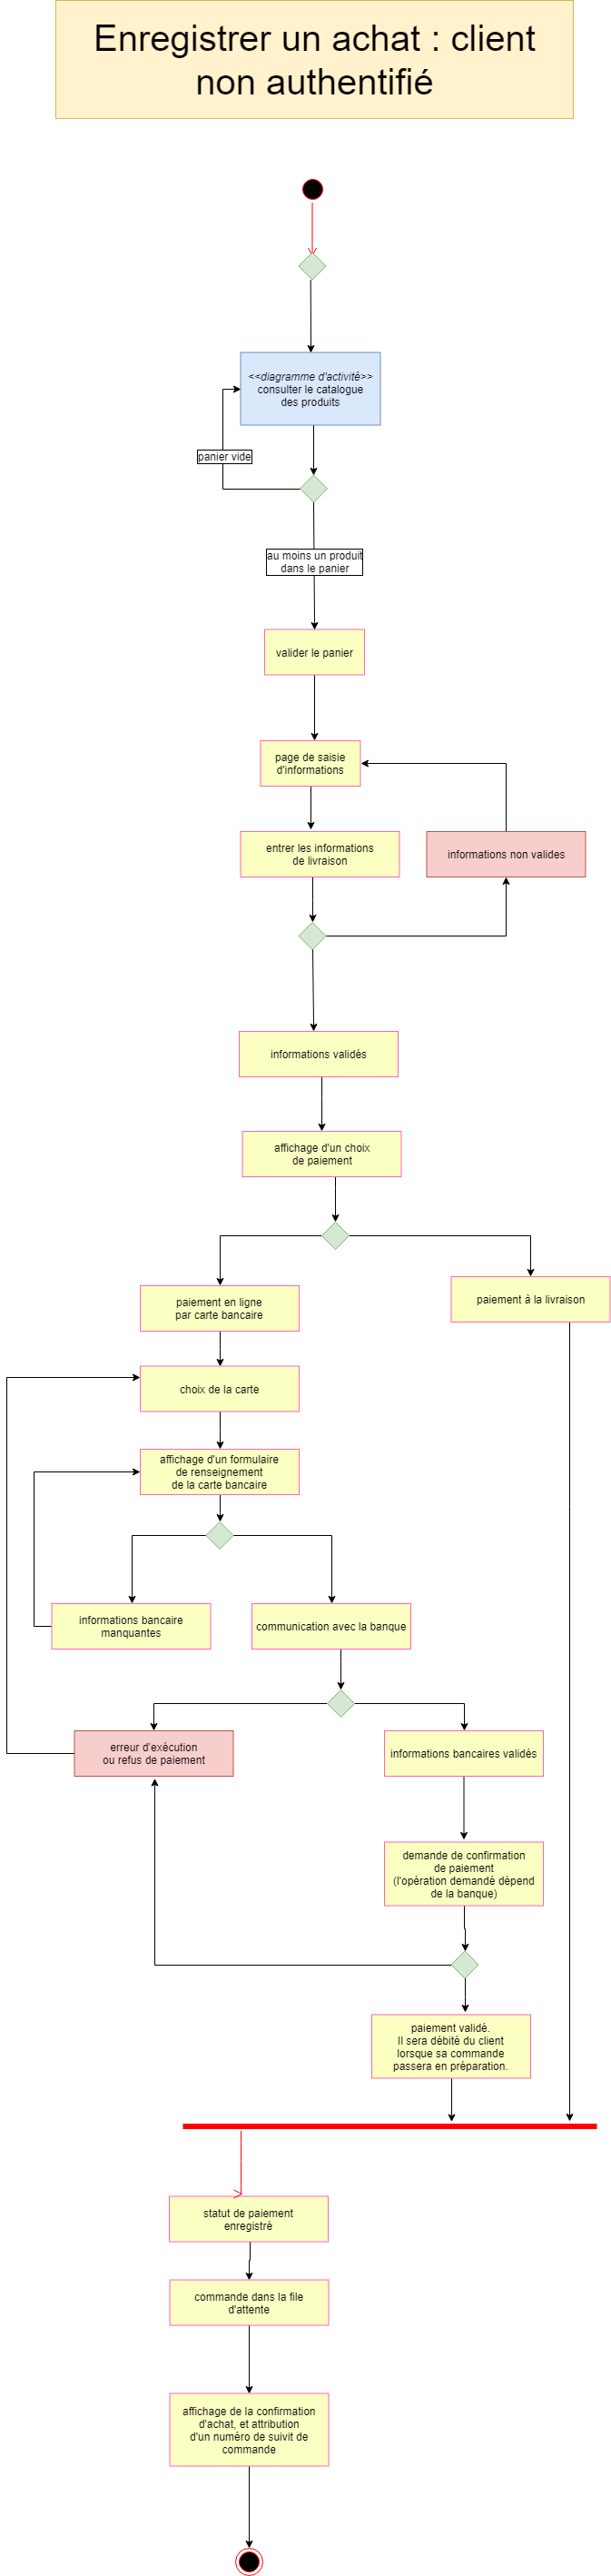 Enregistrer un achat : client
non authentifié
<<diagramme d'activité>>
consulter le catalogue
des produits
panier vide
au moins un produit
dans le panier
valider le panier
page de saisie
d'informations
entrer les informations
de livraison
informations non valides
informations validés
affichage d'un choix
de paiement
paiement en ligne
par carte bancaire
paiement à la livraison
choix de la carte
affichage d'un formulaire
de renseignement
de la carte bancaire
informations bancaire
manquantes
communication avec la banque
erreur d'exécution
ou refus de paiement
informations bancaires validés
demande de confirmation
de paiement
(l'opération demandé dépend
de la banque)
paiement validé.
Il sera débité du client
lorsque sa commande
passera en préparation.
statut de paiement
enregistré
commande dans la file
d'attente
affichage de la confirmation
d'achat, et attribution
d'un numéro de suivit de
commande